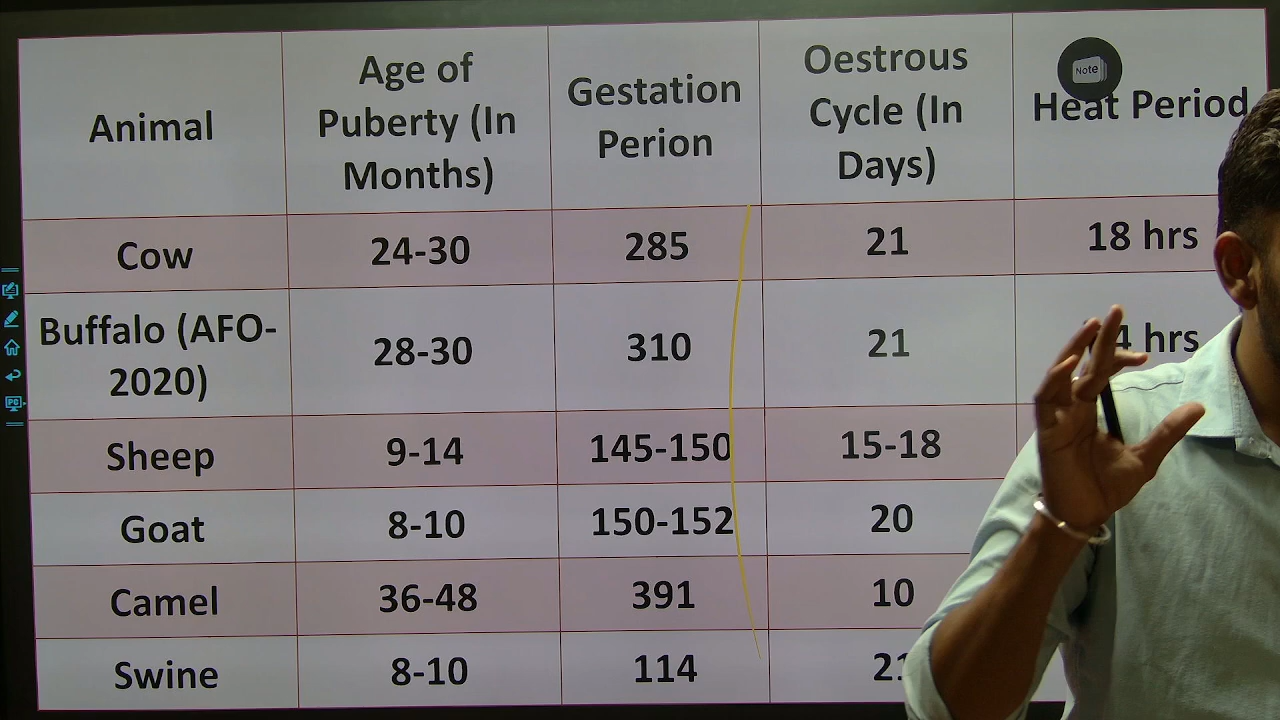 Animal
Age of
Puberty (In
Months)
Gestation
Perion
Oestrous
Cycle (In
Days)
Note
Heat Period
Cow
24-30
285
21
18 hrs
Buffalo (AFO-
2020)
28-30
310
21
hrs
Sheep
9-14
145-150
15-18
Goat
8-10
150-152
20
Camel
36-48
391
10
Swine
8-10
114
21